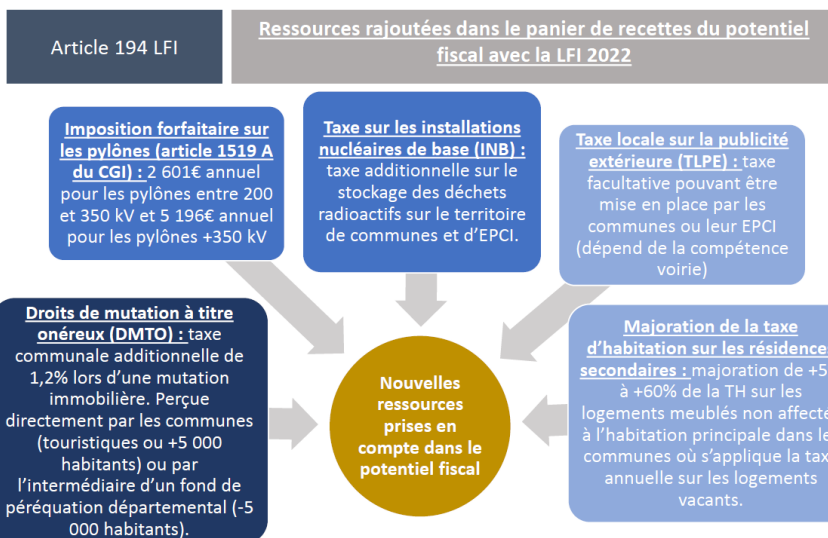 Article 194 LFI
Ressources rajoutées dans le panier de recettes du potentiel
fiscal avec la LFI 2022
Imposition forfaitaire sur
les pylônes (article 1519 A
du CGI) : 2 601€ annuel
pour les pylônes entre 200
et 350 kV et 5 196€ annuel
pour les pylônes +350 kV
Taxe sur les installations
nucléaires de base (INB) :
taxe additionnelle sur le
stockage des déchets
radioactifs sur le territoire
de communes et d'EPCI.
Taxe locale sur la publicité
extérieure (TLPE) : taxe
facultative pouvant être
mise en place par les
communes ou leur EPCI
(dépend de la compétence
voirie)
Droits de mutation à titre
onéreux (DMTO) : taxe
communale additionnelle de
1,2% lors d'une mutation
immobilière. Perçue
directement par les communes
(touristiques ou +5 000
habitants) ou par
l'intermédiaire d'un fond de
péréquation départemental (-5
000 habitants).
Nouvelles
ressources
prises en
compte dans le
potentiel fiscal
Majoration de la taxe
d'habitation sur les résidences
secondaires : majoration de +5
à +60% de la TH sur les
logements meublés non affecté
à l'habitation principale dans le
communes où s'applique la tax
annuelle sur les logements
vacants.